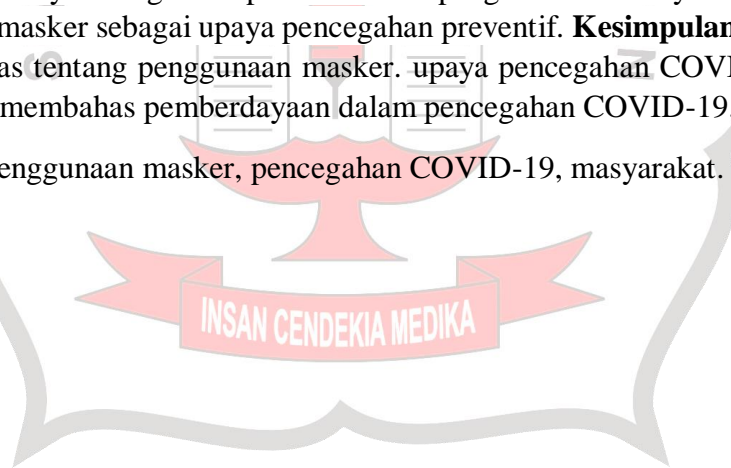 masker sebagai upaya pencegahan preventif. Kesimpulan
as tentang penggunaan masker. upaya pencegahan COVI
membahas pemberdayaan dalam pencegahan COVID-19.
enggunaan masker, pencegahan COVID-19, masyarakat.
INSAN CENDEKIA MEDIKA